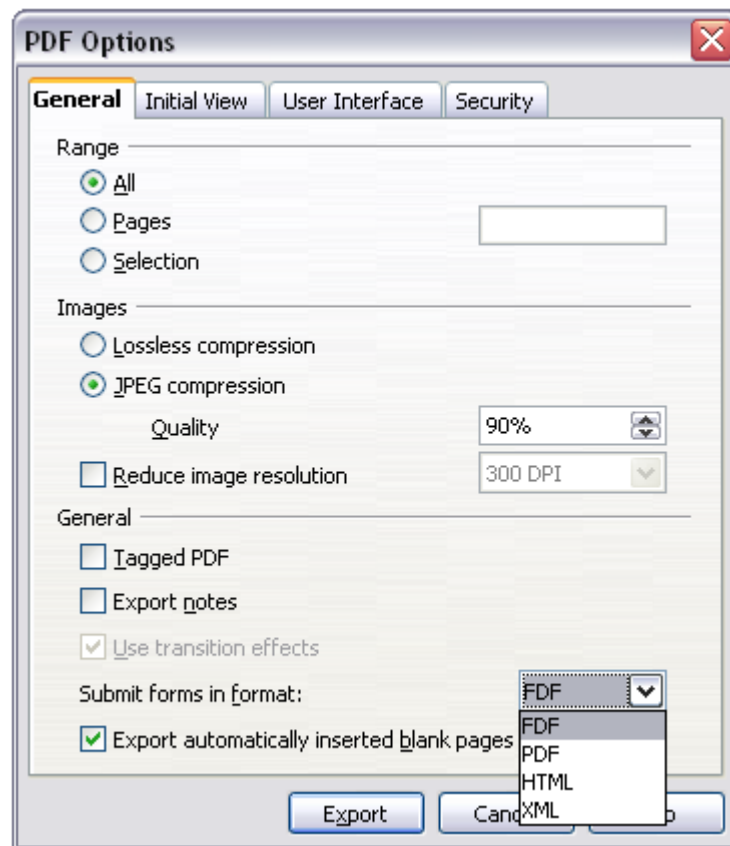 PDF Options
General Initial View User Interface Security
Range
All
Pages
Selection
Images
Lossless compression
JPEG compression
Quality 90%
Reduce image resolution 300 DPI
General
Tagged PDF
Export notes
Use transition effects
Submit forms in format: FDF
FDF
Export automatically inserted blank pages
PDF
HTML
XML
Export